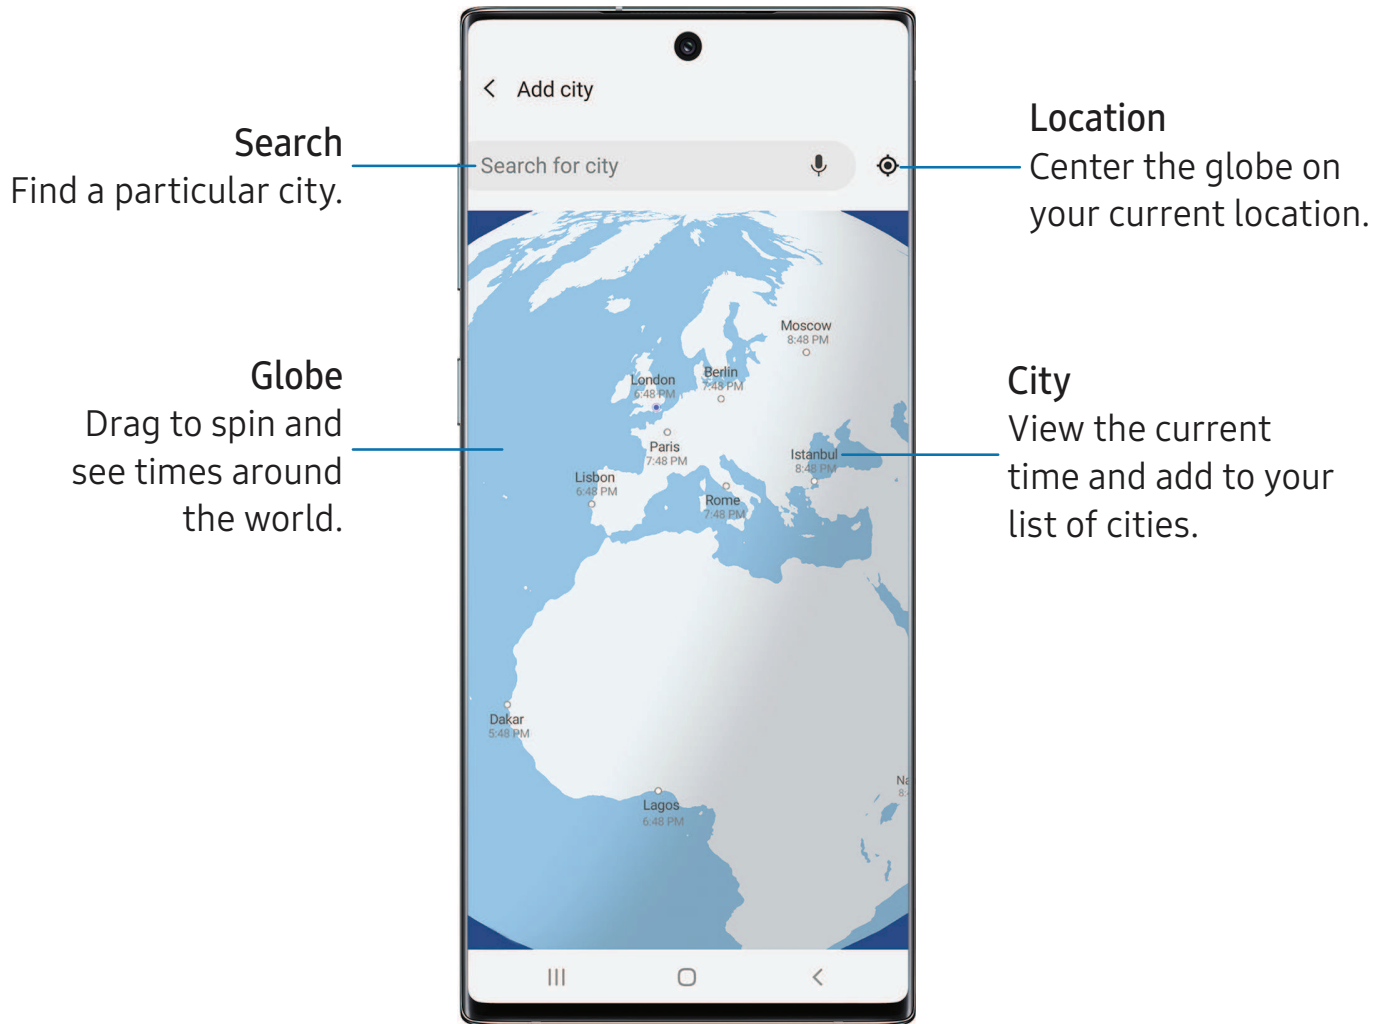 Add city
Search for city
Search
Find a particular city.
Location
Center the globe on
your current location.
Globe
Drag to spin and
see times around
the world.
City
View the current
time and add to your
list of cities.
Moscow
8:48 PM
London
6:48 PM
Berlin
7:48 PM
Paris
7:48 PM
Istanbul
8:48 PM
Lisbon
6:48 PM
Rome
7:48 PM
Dakar
5:48 PM
Na
8:
Lagos
6:48 PM